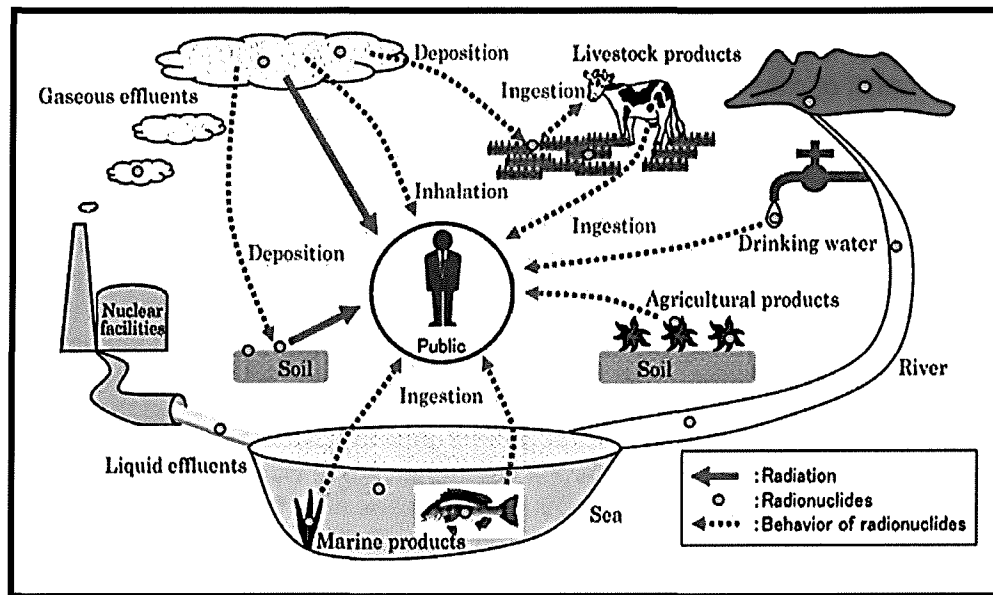 Deposition
Livestock products
Gaseous effluents
Ingestion
Inhalation
Ingestion
Drinking water
Deposition
Nuclear
facilities
Agricultural products
Public
Soil
Soil
River
Ingestion
Liquid effluents
Sea
Marine products
:Radiation
:Radionuclides
:Behavior of radionuclides